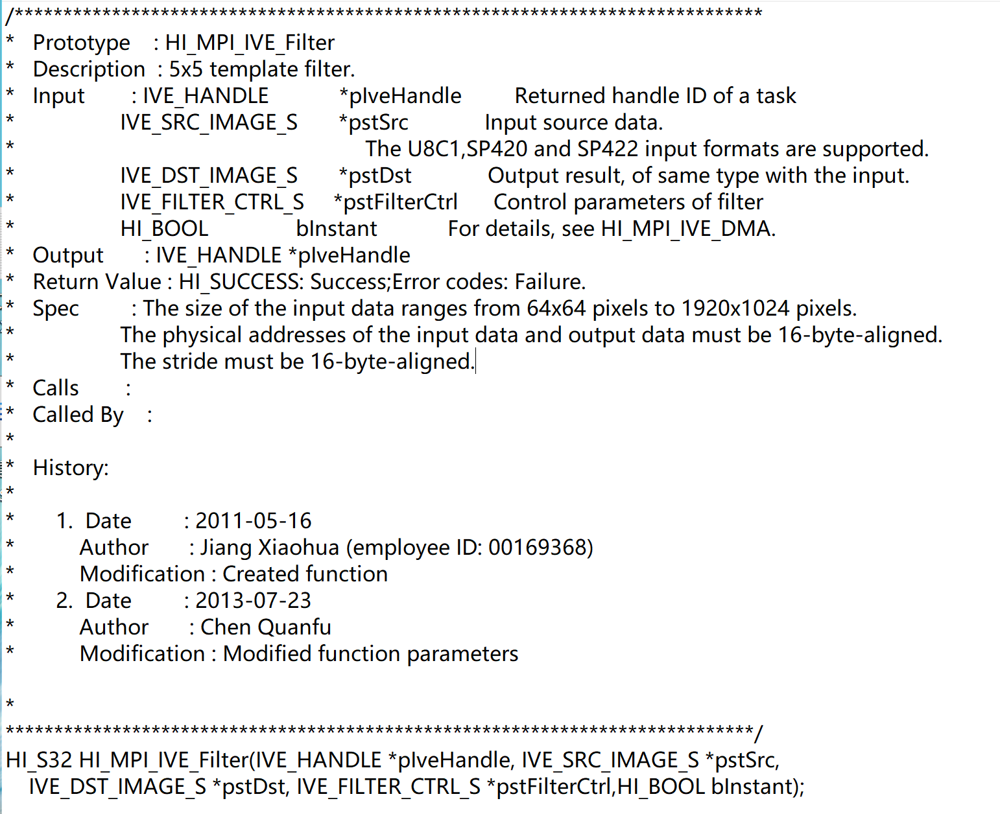 /*****************************************************************************
*   Prototype    : HI_MPI_IVE_Filter
*   Description  : 5x5 template filter.
*   Input        : IVE_HANDLE            *pIveHandle         Returned handle ID of a task
*                  IVE_SRC_IMAGE_S       *pstSrc             Input source data.
*                                            The U8C1,SP420 and SP422 input formats are supported.
*                  IVE_DST_IMAGE_S       *pstDst             Output result, of same type with the input.
*                  IVE_FILTER_CTRL_S     *pstFilterCtrl      Control parameters of filter
*                  HI_BOOL               bInstant            For details, see HI_MPI_IVE_DMA.
*   Output       : IVE_HANDLE *pIveHandle
*   Return Value : HI_SUCCESS: Success;Error codes: Failure.
*   Spec         : The size of the input data ranges from 64x64 pixels to 1920x1024 pixels.
*                  The physical addresses of the input data and output data must be 16-byte-aligned.
*                  The stride must be 16-byte-aligned.
*   Calls        :
*   Called By    :
*
*   History:
*
*       1.  Date         : 2011-05-16
*           Author       : Jiang Xiaohua (employee ID: 00169368)
*           Modification : Created function
*       2.  Date         : 2013-07-23
*           Author       : Chen Quanfu
*           Modification : Modified function parameters
*
*****************************************************************************/
HI_S32 HI_MPI_IVE_Filter(IVE_HANDLE *pIveHandle, IVE_SRC_IMAGE_S *pstSrc,
    IVE_DST_IMAGE_S *pstDst, IVE_FILTER_CTRL_S *pstFilterCtrl,HI_BOOL bInstant);